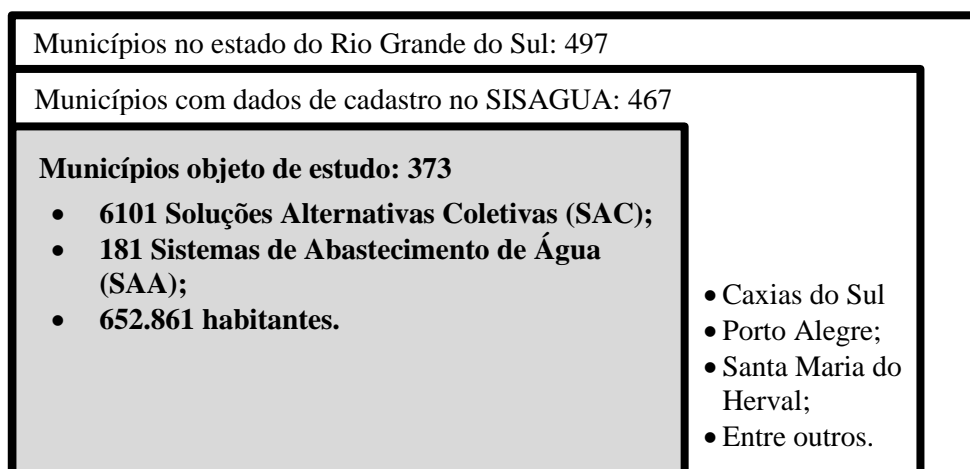 Municípios no estado do Rio Grande do Sul: 497
Municípios com dados de cadastro no SISAGUA: 467
Municípios objeto de estudo: 373
• 6101 Soluções Alternativas Coletivas (SAC);
• 181 Sistemas de Abastecimento de Água
(SAA);
• 652.861 habitantes.
• Caxias do Sul
• Porto Alegre;
• Santa Maria do
Herval;
• Entre outros.